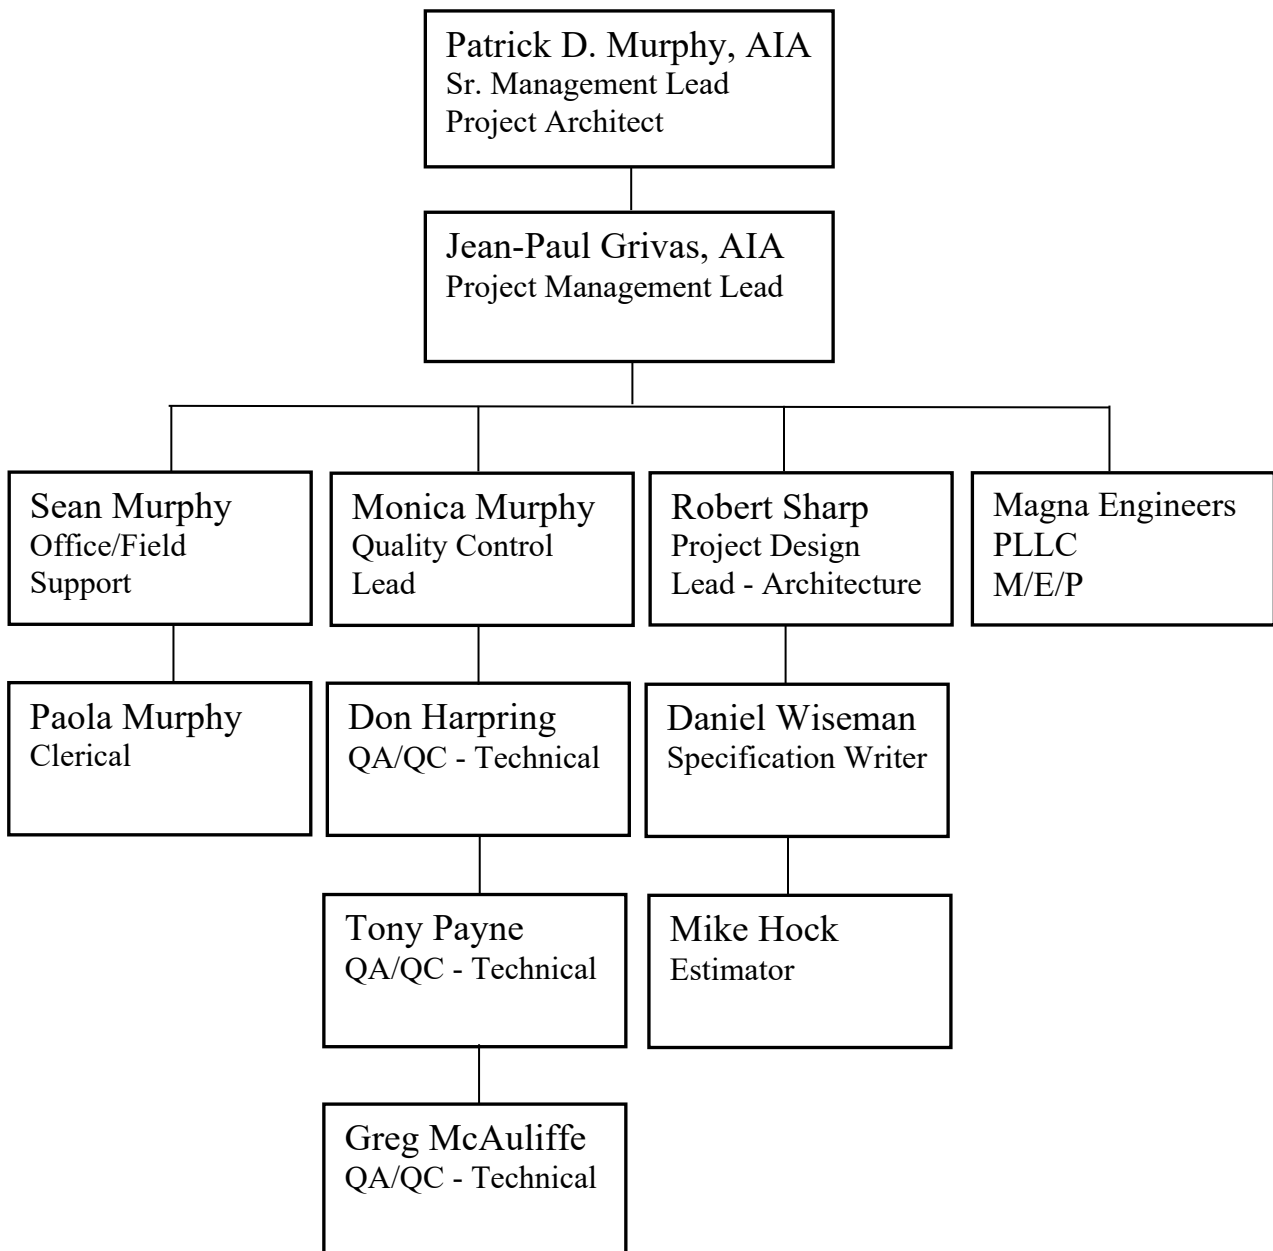 Patrick D. Murphy, AIA
Sr. Management Lead
Project Architect
Jean-Paul Grivas, AIA
Project Management Lead
Sean Murphy
Office/Field
Support
Monica Murphy
Quality Control
Lead
Robert Sharp
Project Design
Lead - Architecture
Magna Engineers
PLLC
M/E/P
Paola Murphy
Clerical
Don Harpring
QA/QC - Technical
Daniel Wiseman
Specification Writer
Tony Payne
QA/QC - Technical
Mike Hock
Estimator
Greg McAuliffe
QA/QC - Technical